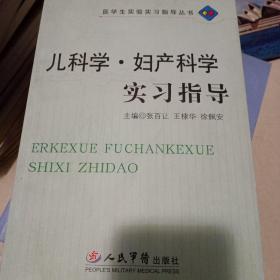 医学生实验实习指导丛书
儿科学·妇产科学
实习指导
主编 张百让 王棣华 徐佩安
ERKEXUE FUCHANKEXUE
SHIXI ZHIDAO
人民军医出版社
PEOPLE'S MILITARY MEDICAL PRESS